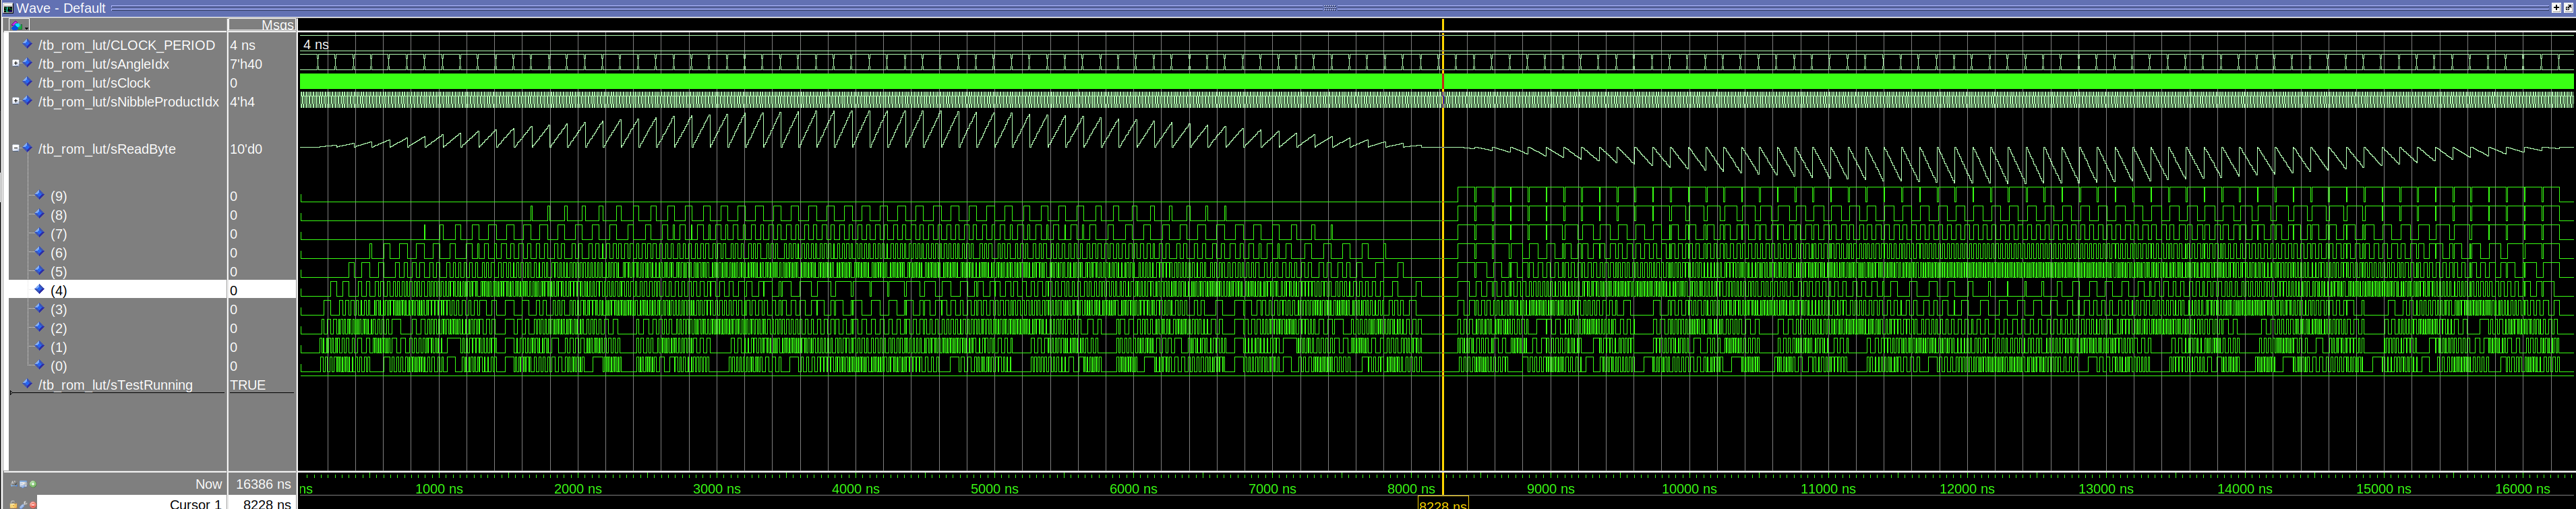 Wave - Default
Msgs
/tb_rom_lut/CLOCK_PERIOD 4 ns 4 ns
/tb_rom_lut/sAngleIdx 7'h40
/tb_rom_lut/sClock 0
/tb_rom_lut/sNibbleProductIdx 4'h4
/tb_rom_lut/sReadByte 10'd0
(9) 0
(8) 0
(7) 0
(6) 0
(5) 0
(4) 0
(3) 0
(2) 0
(1) 0
(0) 0
/tb_rom_lut/sTestRunning TRUE
Now 16386 ns ns 1000 ns 2000 ns 3000 ns 4000 ns 5000 ns 6000 ns 7000 ns 8000 ns 9000 ns 10000 ns 11000 ns 12000 ns 13000 ns 14000 ns 15000 ns 16000 ns
Cursor 1 8228 ns 8228 ns